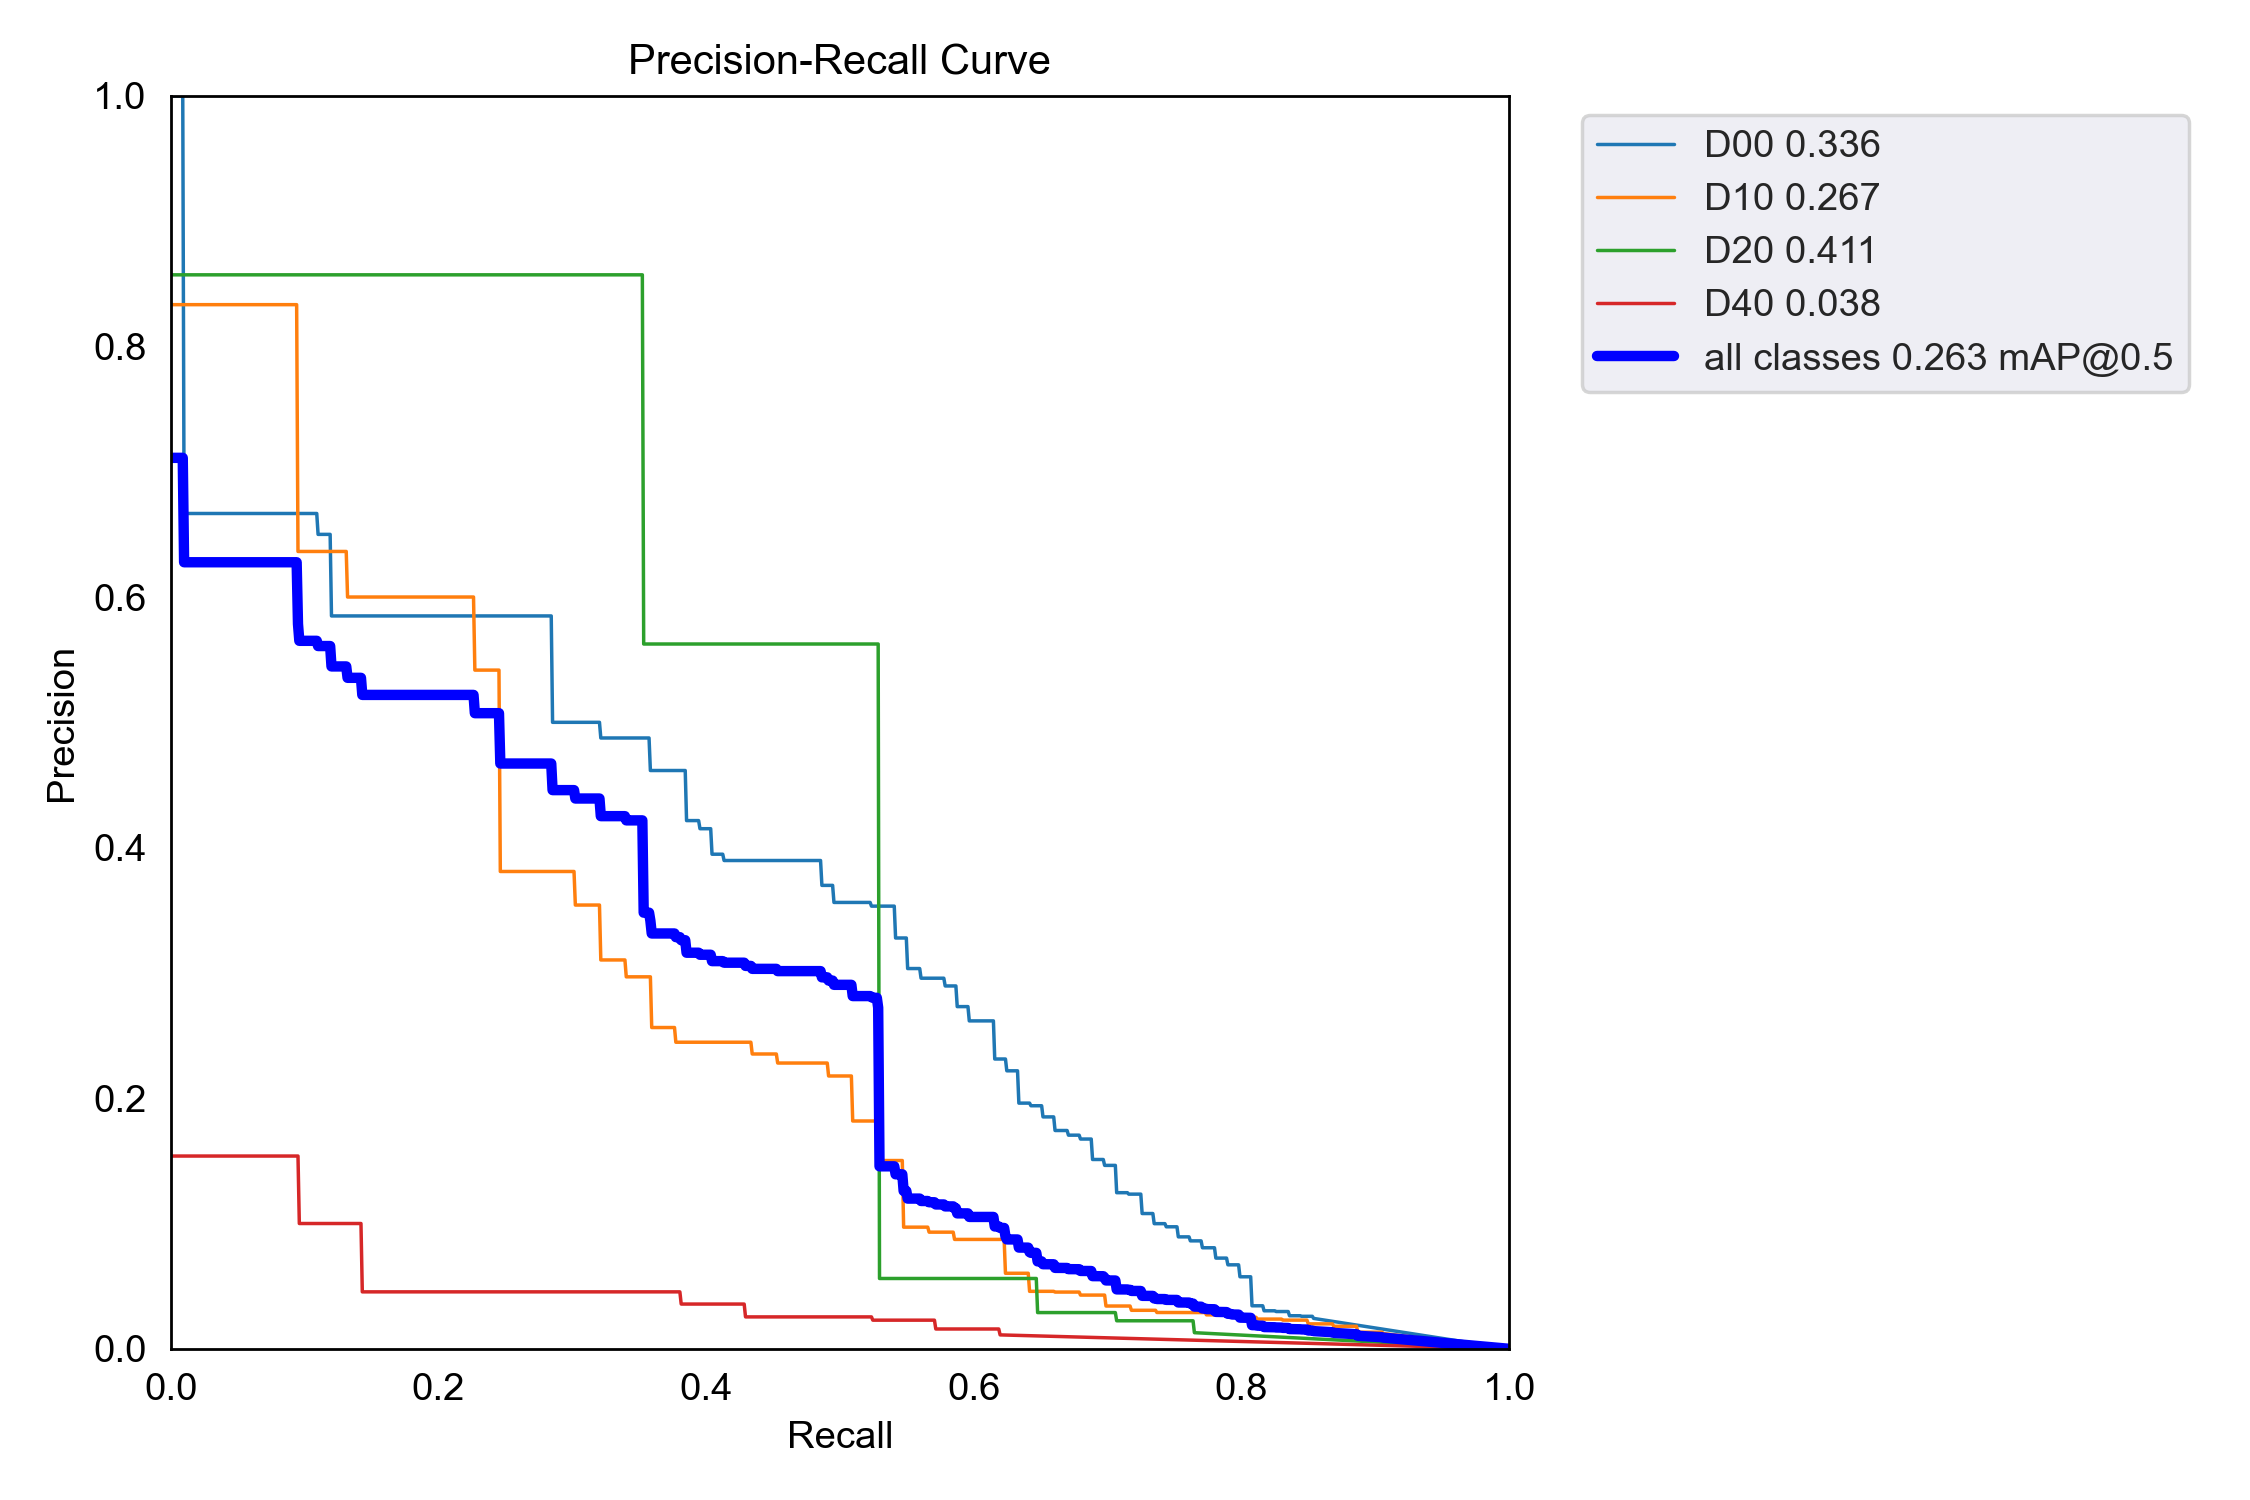 Precision-Recall Curve
1.0
0.8
0.6
0.4
0.2
0.0
Precision
0.0 0.2 0.4 0.6 0.8 1.0
Recall
D00 0.336
D10 0.267
D20 0.411
D40 0.038
all classes 0.263 mAP@0.5